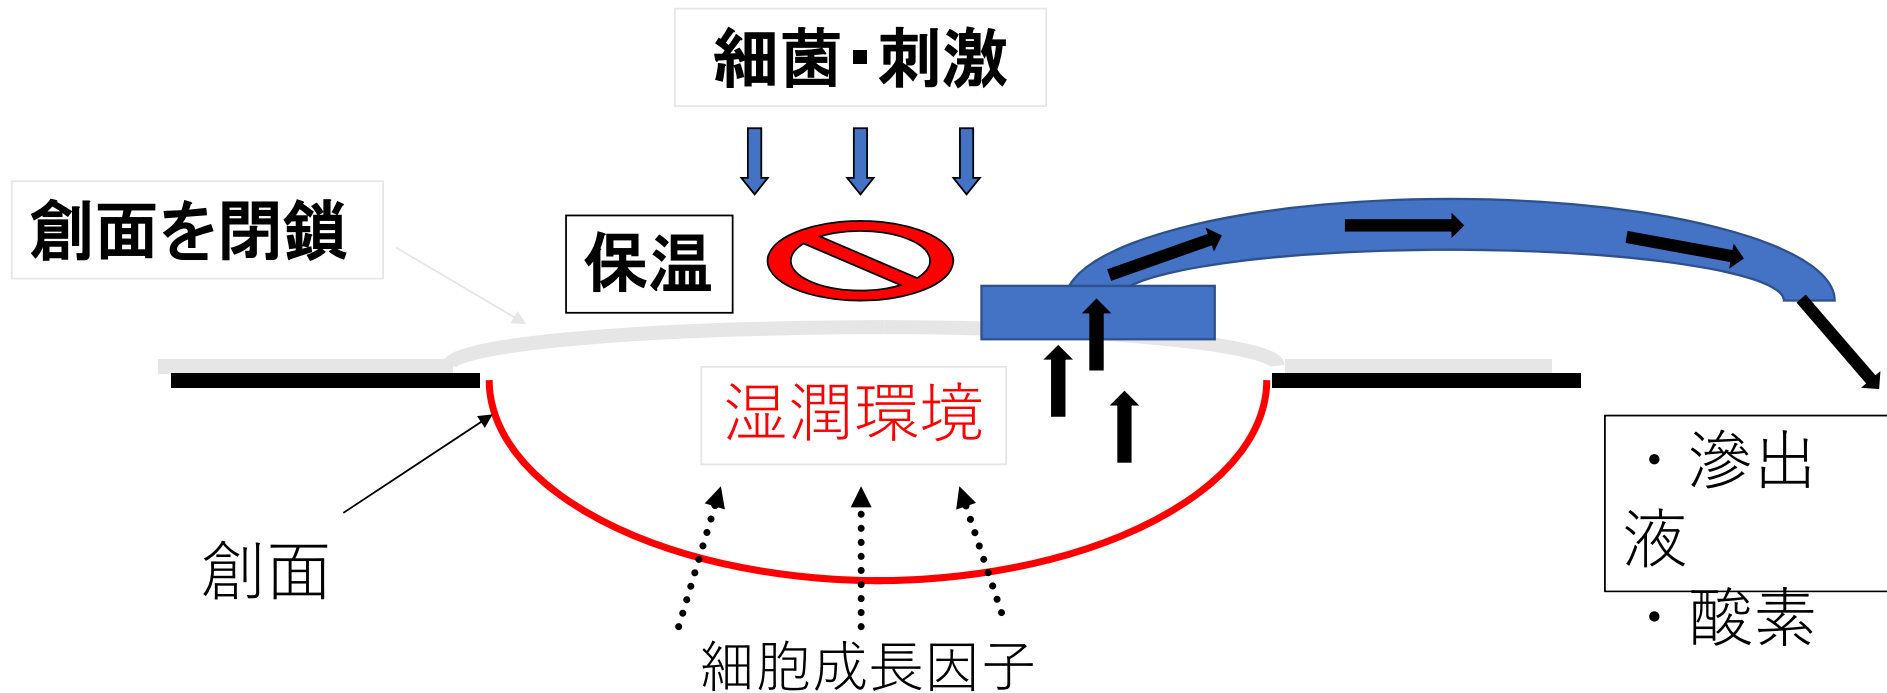 細菌・刺激
創面を閉鎖
保温
湿潤環境
・滲出
液
・酸素
創面
細胞成長因子